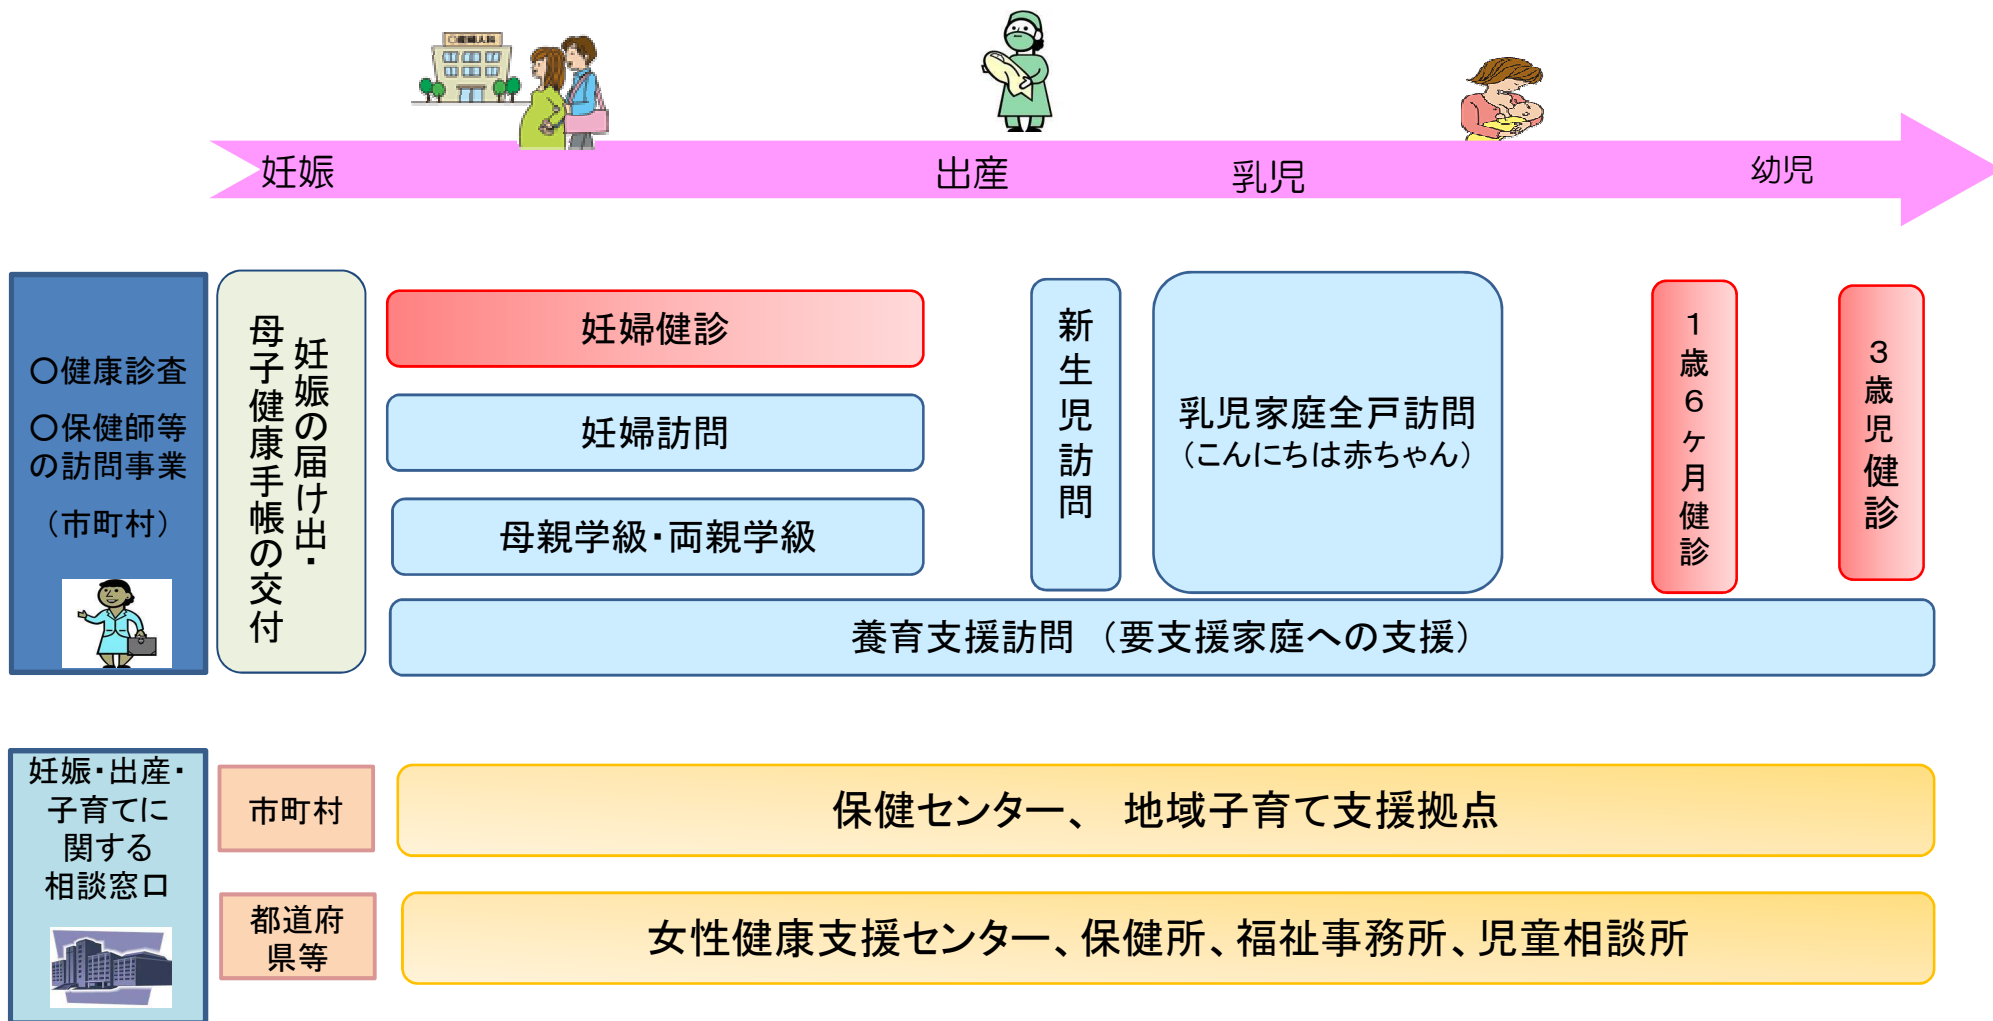 〇産婦人科
妊娠
出産
乳児
幼児
〇健康診査
〇保健師等
の訪問事業
（市町村）
妊娠の届け出・
母子健康手帳の交付
妊婦健診
妊婦訪問
母親学級・両親学級
新生児訪問
乳児家庭全戸訪問
（こんにちは赤ちゃん）
１歳６ヶ月健診
３歳児健診
養育支援訪問 （要支援家庭への支援）
妊娠・出産・
子育てに
関する
相談窓口
市町村
保健センター、 地域子育て支援拠点
都道府
県等
女性健康支援センター、保健所、福祉事務所、児童相談所